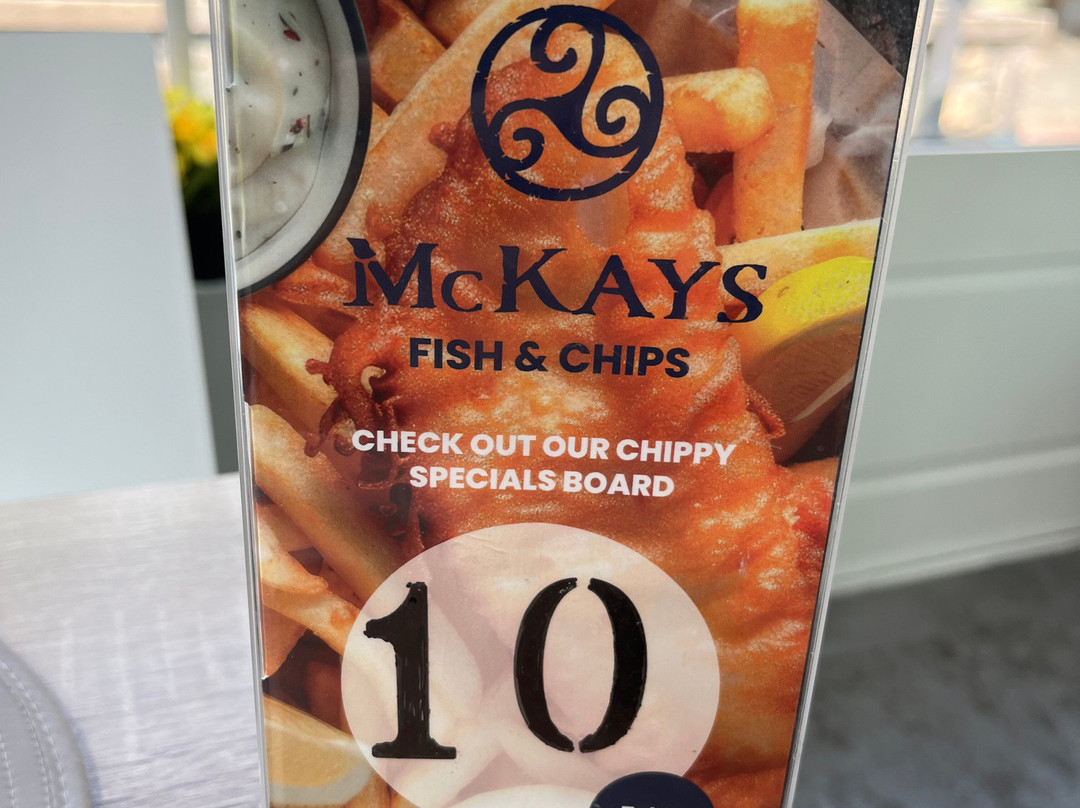 McKAYS
FISH & CHIPS
CHECK OUT OUR CHIPPY
SPECIALS BOARD
10